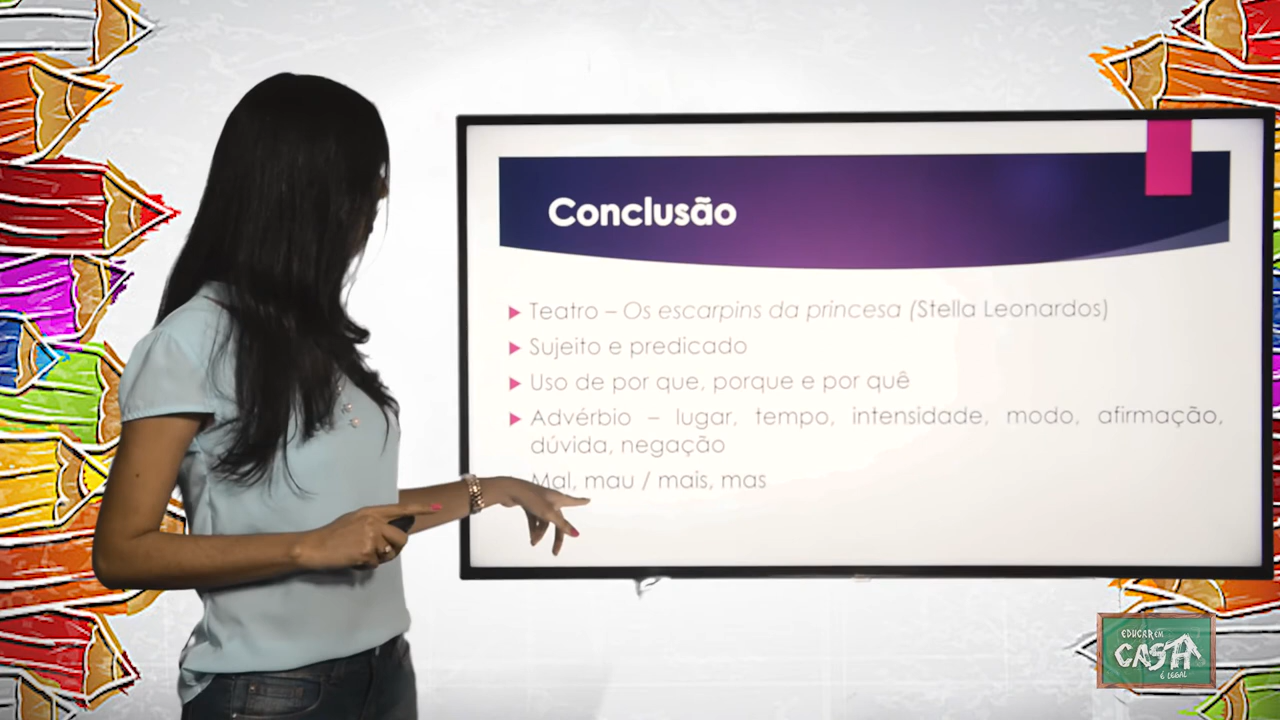 Conclusão
Teatro – Os escarpins da princesa (Stella Leonardos)
Sujeito e predicado
Uso de por que, porque e por quê
Advérbio – lugar, tempo, intensidade, modo, afirmação,
dúvida, negação
Mal, mau / mais, mas
EDUCAR EM
CASA
É LEGAL